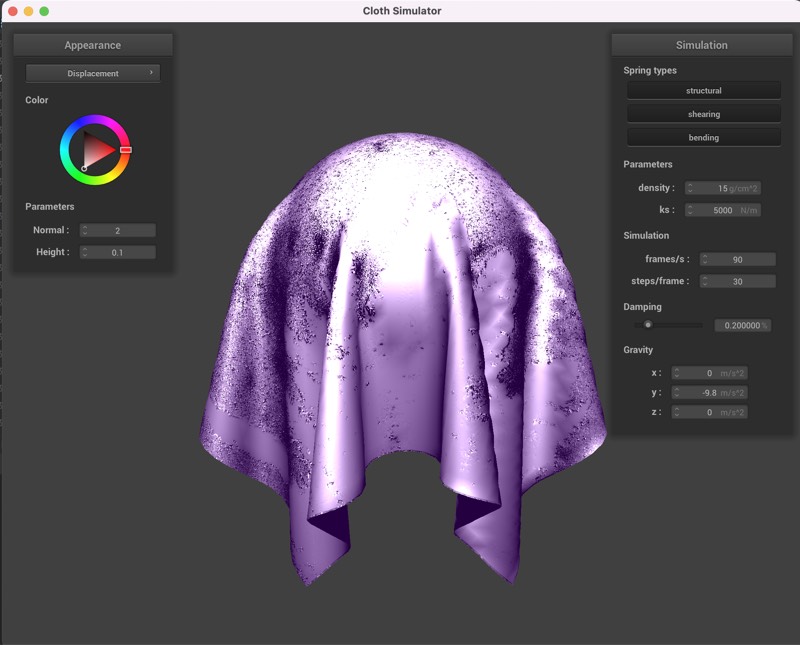 Cloth Simulator
Appearance
Displacement
Color
Parameters
Normal : 2
Height : 0.1
Simulation
Spring types
structural
shearing
bending
Parameters
density : 15 g/cm^2
ks : 5000 N/m
Simulation
frames/s : 90
steps/frame : 30
Damping
0.200000 %
Gravity
x : 0 m/s^2
y : -9.8 m/s^2
z : 0 m/s^2